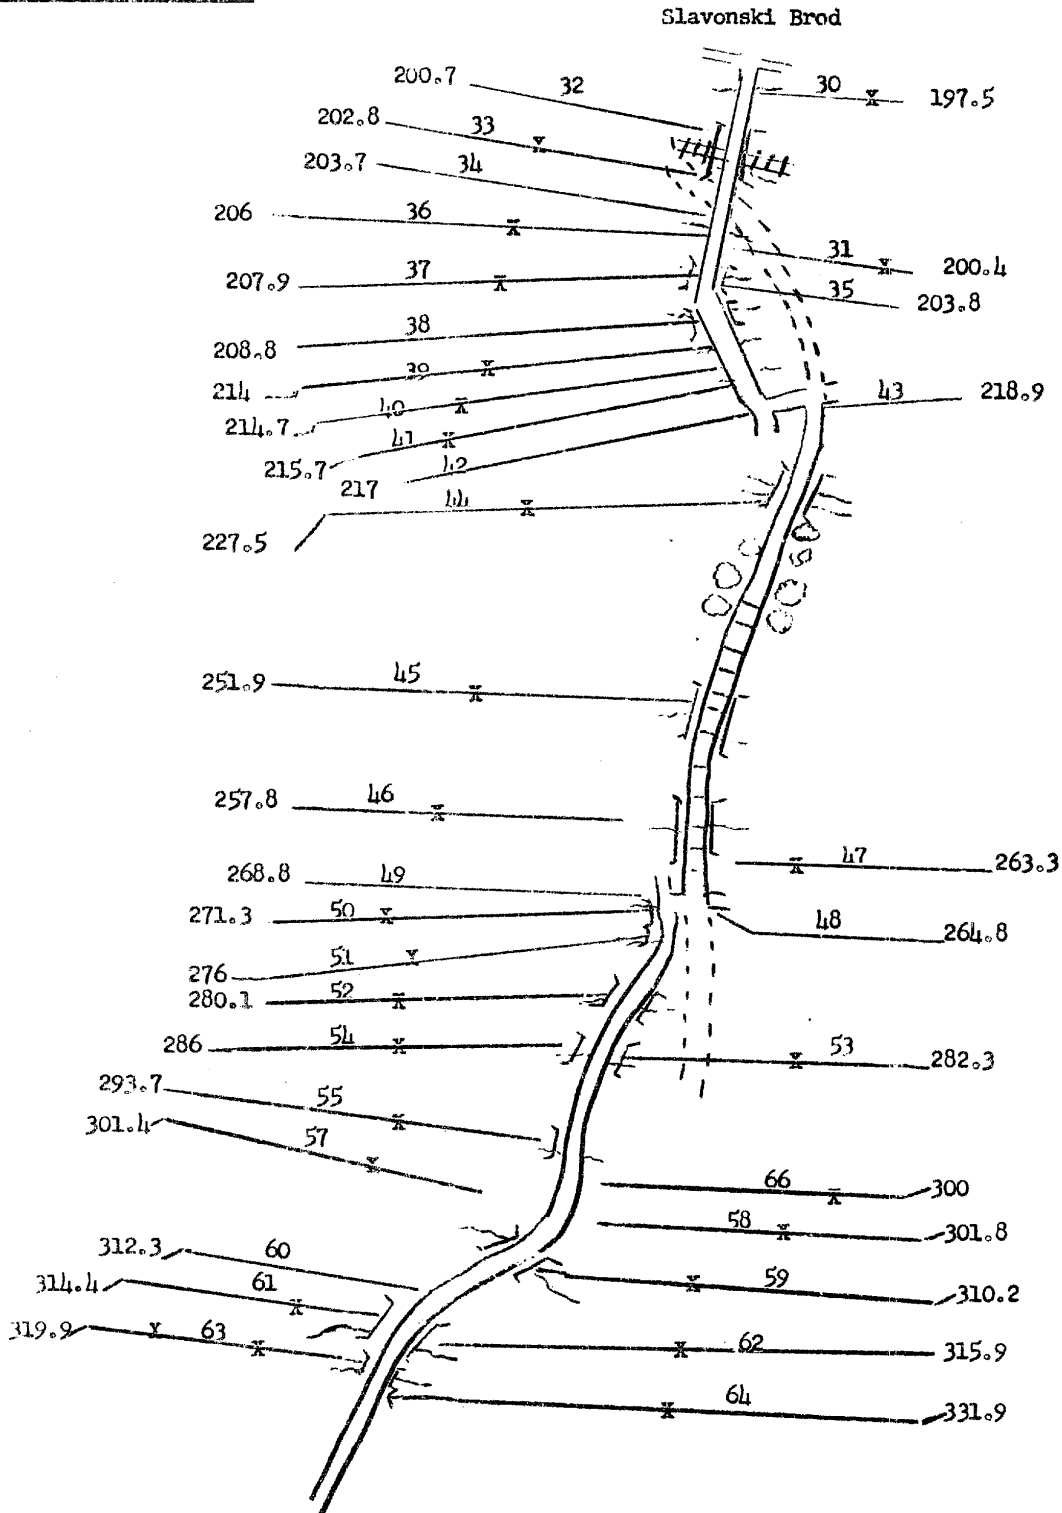 Slavonski Brod
200.7 32
30 X 197.5
202.8 33 X
203.7 34
206 36 X
31 X 200.4
207.9 37 X
35 203.8
208.8 38
214 39 X
43 218.9
214.7 40 X
215.7 41 X
217 42
227.5 44 X
251.9 45 X
257.8 46 X
X 47 263.3
268.8 49
271.3 50 X
48 264.8
276 51 X
280.1 52 X
286 54 X
X 53 282.3
293.7 55 X
301.4 57 X
66 X 300
58 X 301.8
312.3 60
314.4 61 X
X 59 310.2
319.9 X 63 X
X 62 315.9
X 64 331.9